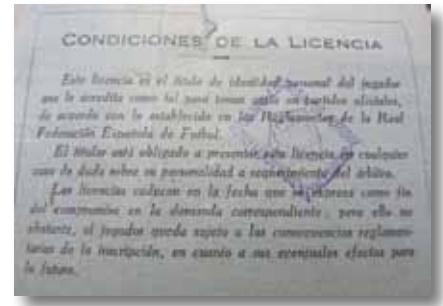 CONDICIONES DE LA LICENCIA
Esta licencia es el título de identidad personal del jugador
que le acredita como tal para tomar parte en partidos oficiales,
de acuerdo con lo establecido en los Reglamentos de la Real
Federación Española de Futbol.
El titular está obligado a presentar esta licencia en cualquier
caso de duda sobre su personalidad a requerimiento del árbitro.
Las licencias caducan en la fecha que se expresa como fin
del compromiso en la demanda correspondiente, pero ello no
obstante, el jugador queda sujeto a las consecuencias reglamen-
tarias de la inscripción, en cuanto a sus eventuales efectos para
lo futuro.